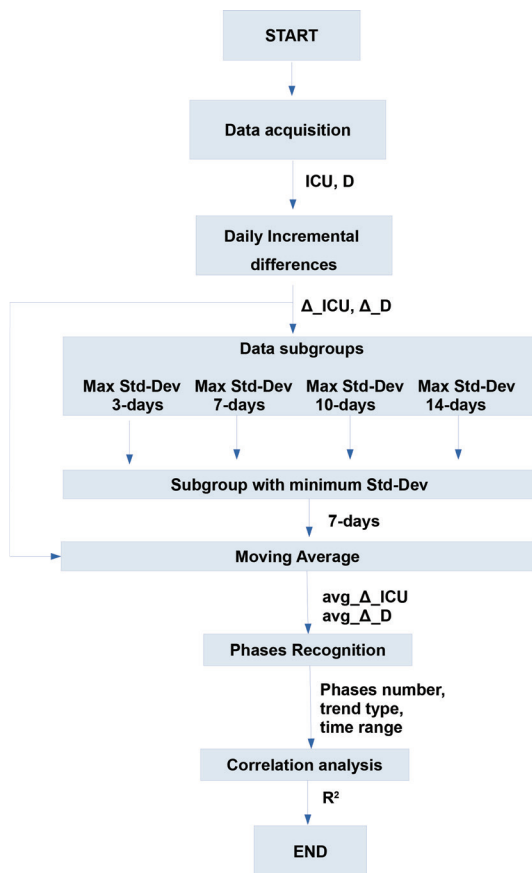 START
Data acquisition
ICU, D
Daily Incremental
differences
Δ_ICU, Δ_D
Data subgroups
Max Std-Dev Max Std-Dev Max Std-Dev Max Std-Dev
3-days 7-days 10-days 14-days
Subgroup with minimum Std-Dev
7-days
Moving Average
avg_Δ_ICU
avg_Δ_D
Phases Recognition
Phases number,
trend type,
time range
Correlation analysis
R²
END